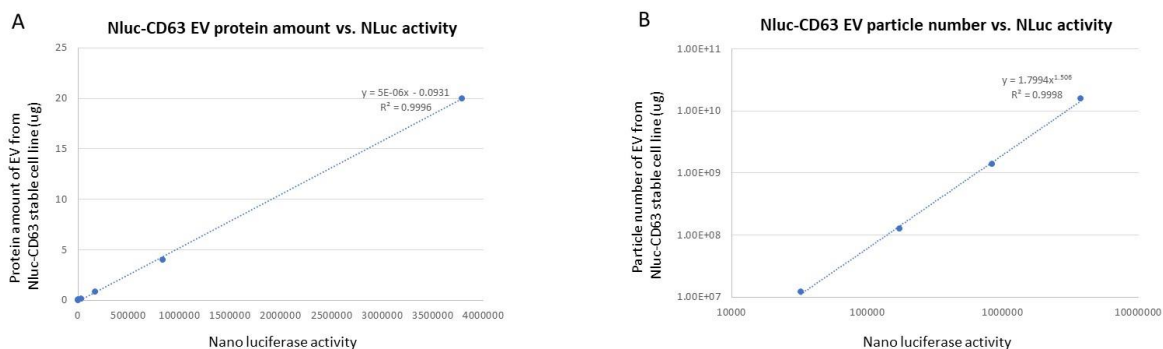 A
Nluc-CD63 EV protein amount vs. NLuc activity
Protein amount of EV from
Nluc-CD63 stable cell line (ug)
25
20
15
10
5
0
y = 5E-06x - 0.0931
R² = 0.9996
0 500000 1000000 1500000 2000000 2500000 3000000 3500000 4000000
Nano luciferase activity
B
Nluc-CD63 EV particle number vs. NLuc activity
Particle number of EV from
Nluc-CD63 stable cell line (ug)
1.00E+11
1.00E+10
1.00E+09
1.00E+08
1.00E+07
y = 1.7994x^1.506
R² = 0.9998
10000 100000 1000000 10000000
Nano luciferase activity